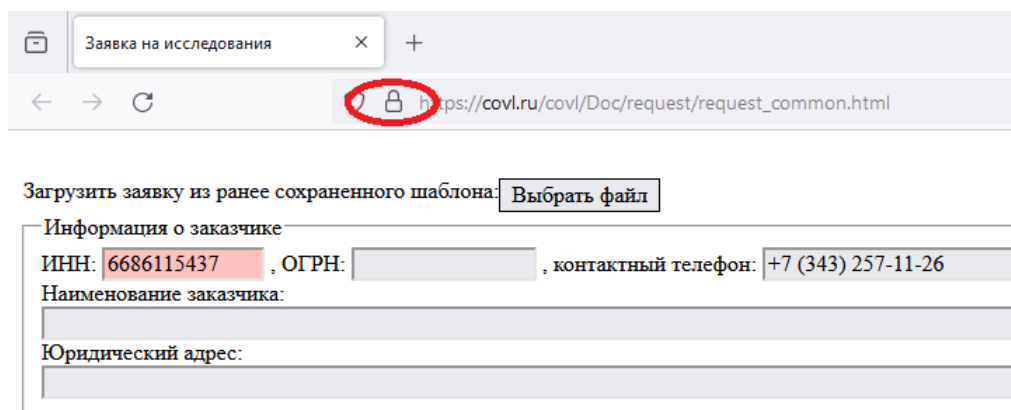 Заявка на исследования
https://covl.ru/covl/Doc/request/request_common.html
Загрузить заявку из ранее сохраненного шаблона: Выбрать файл
Информация о заказчике
ИНН: 6686115437 , ОГРН: , контактный телефон: +7 (343) 257-11-26
Наименование заказчика:
Юридический адрес: